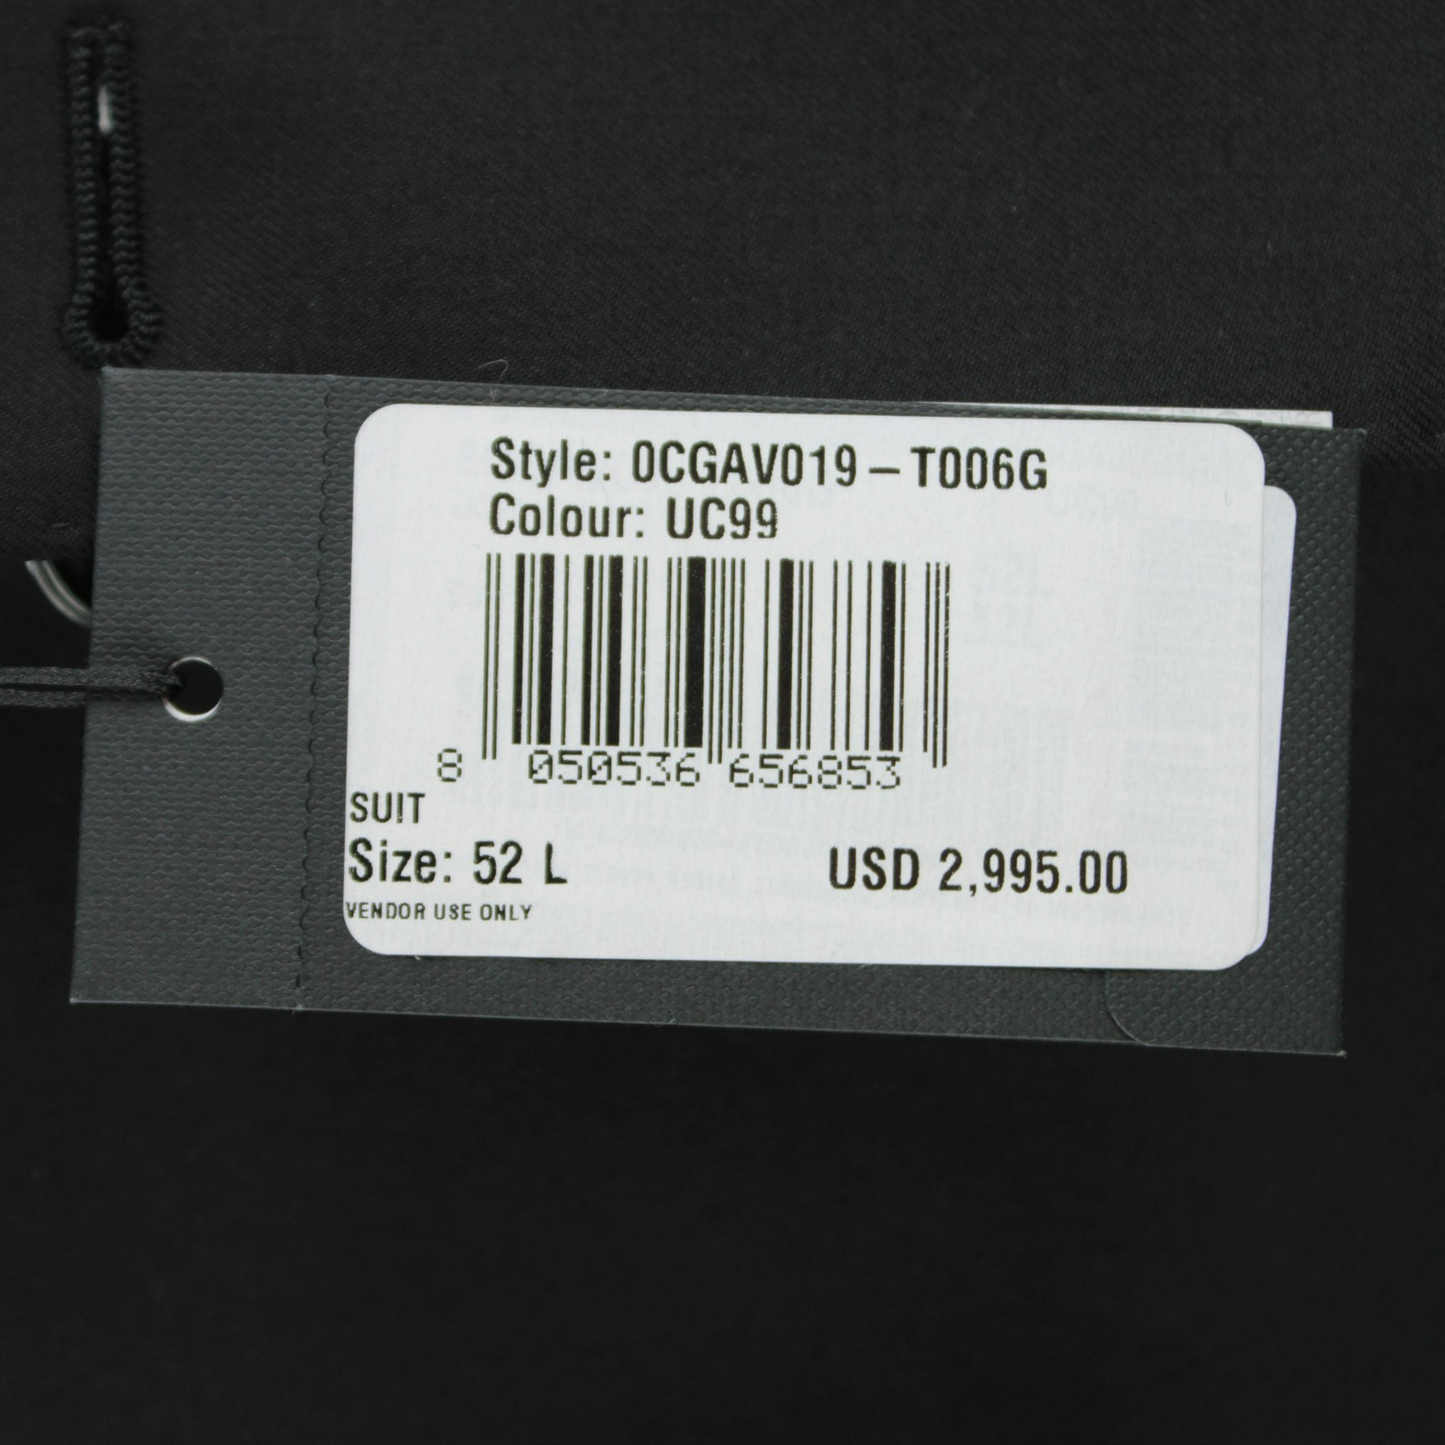 Style: 0CGAV019 – T006G
Colour: UC99
8 050536 656853
SUIT
Size: 52 L USD 2,995.00
VENDOR USE ONLY